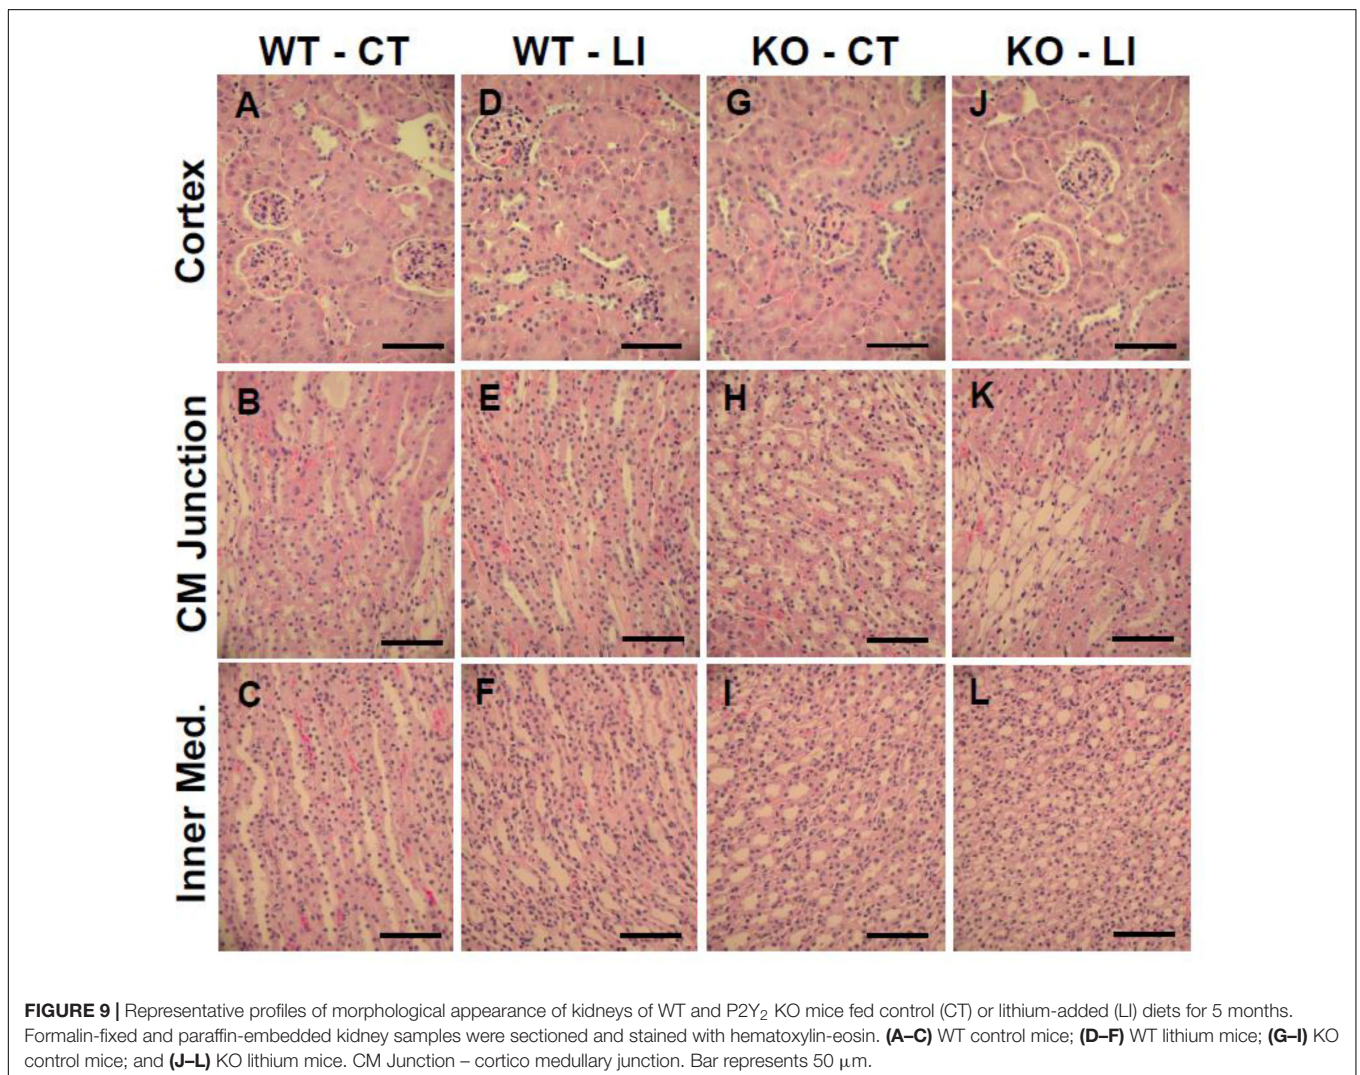 WT - CT WT - LI KO - CT KO - LI
Cortex
A D G J
CM Junction
B E H K
Inner Med.
C F I L
FIGURE 9 | Representative profiles of morphological appearance of kidneys of WT and P2Y₂ KO mice fed control (CT) or lithium-added (LI) diets for 5 months.
Formalin-fixed and paraffin-embedded kidney samples were sectioned and stained with hematoxylin-eosin. (A–C) WT control mice; (D–F) WT lithium mice; (G–I) KO
control mice; and (J–L) KO lithium mice. CM Junction – cortico medullary junction. Bar represents 50 μm.